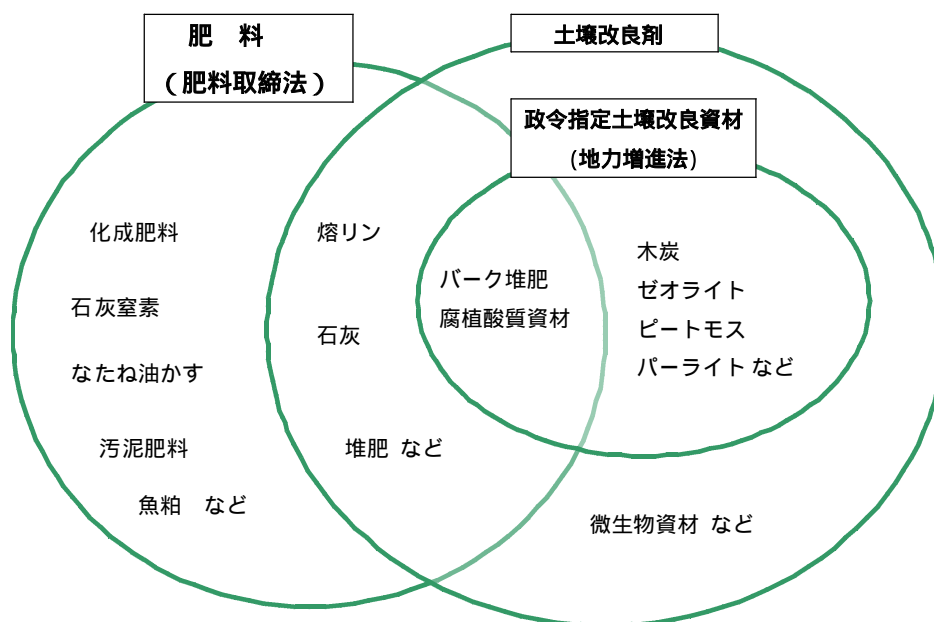 肥　料
（肥料取締法）
土壌改良剤
政令指定土壌改良資材
(地力増進法)
化成肥料
石灰窒素
なたね油かす
汚泥肥料
魚粕　など
熔リン
石灰
堆肥 など
バーク堆肥
腐植酸質資材
木炭
ゼオライト
ピートモス
パーライト など
微生物資材 など